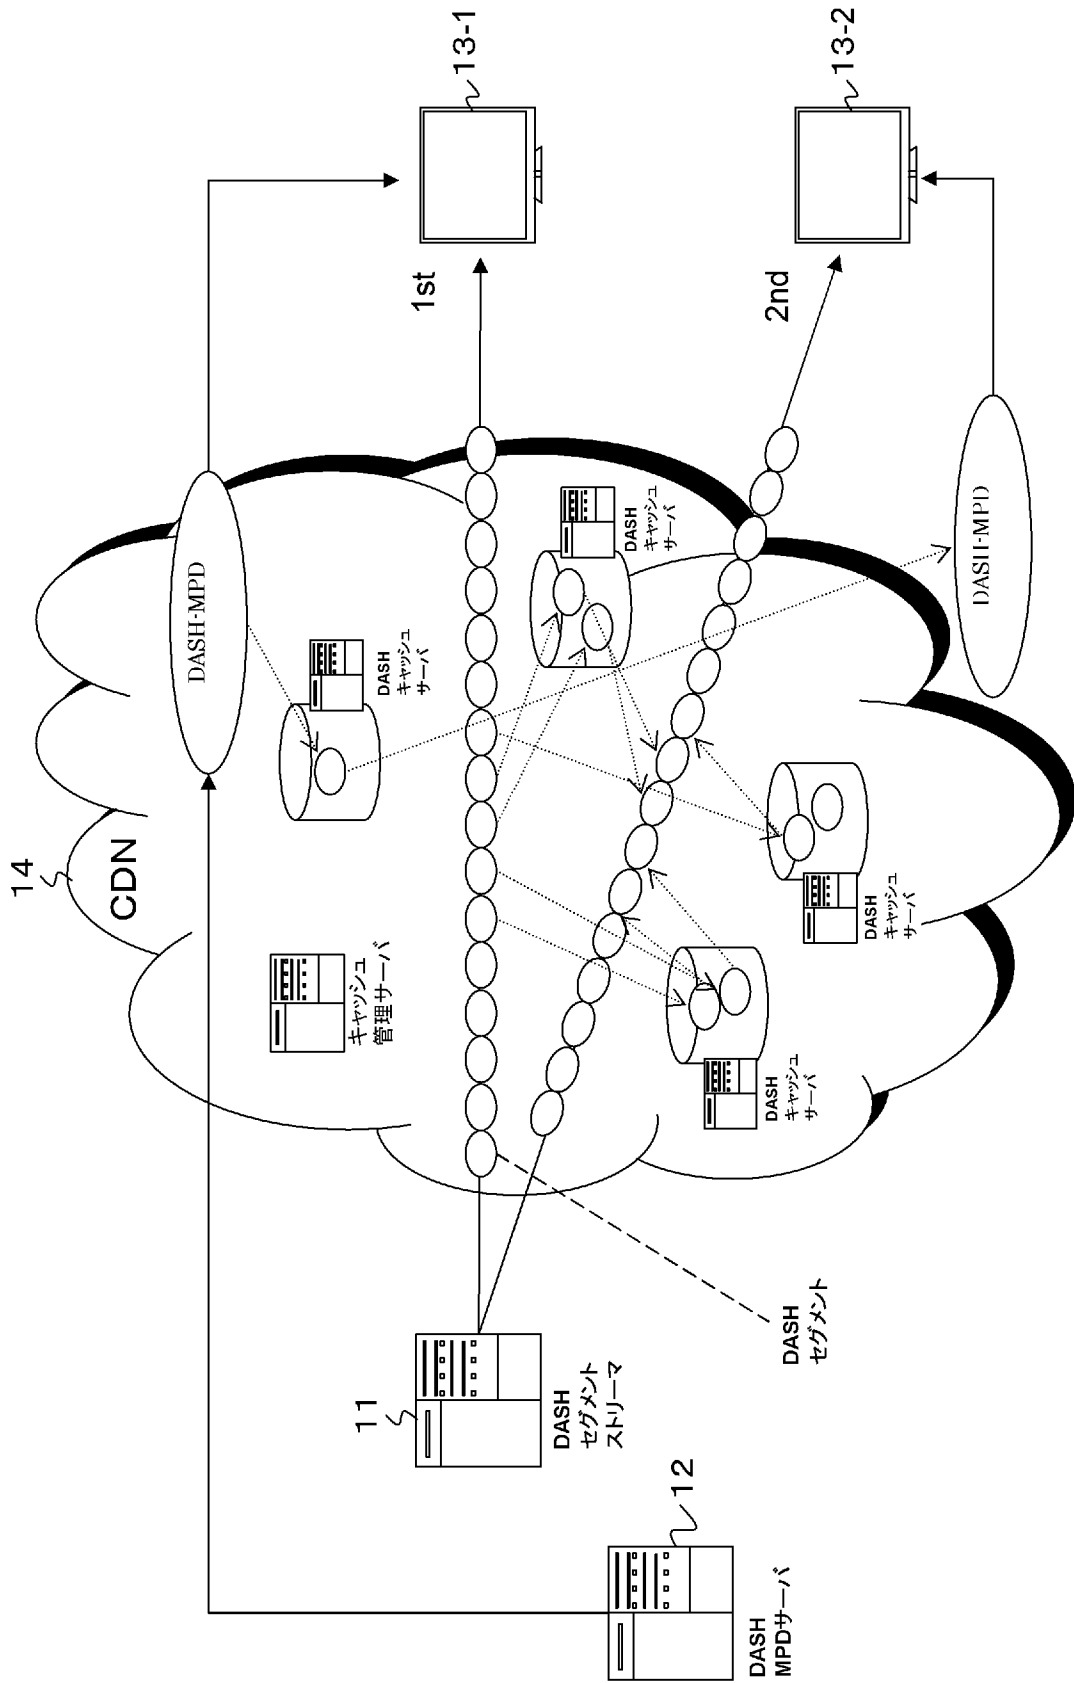 14
CDN
DASH-MPD
13-1
1st
DASH
キャッシュ
サーバ
キャッシュ
管理サーバ
DASH
キャッシュ
サーバ
11
DASH
セグメント
ストリーマ
2nd
13-2
DASH
キャッシュ
サーバ
DASH
キャッシュ
サーバ
DASH-MPD
DASH
セグメント
12
DASH
MPDサーバ